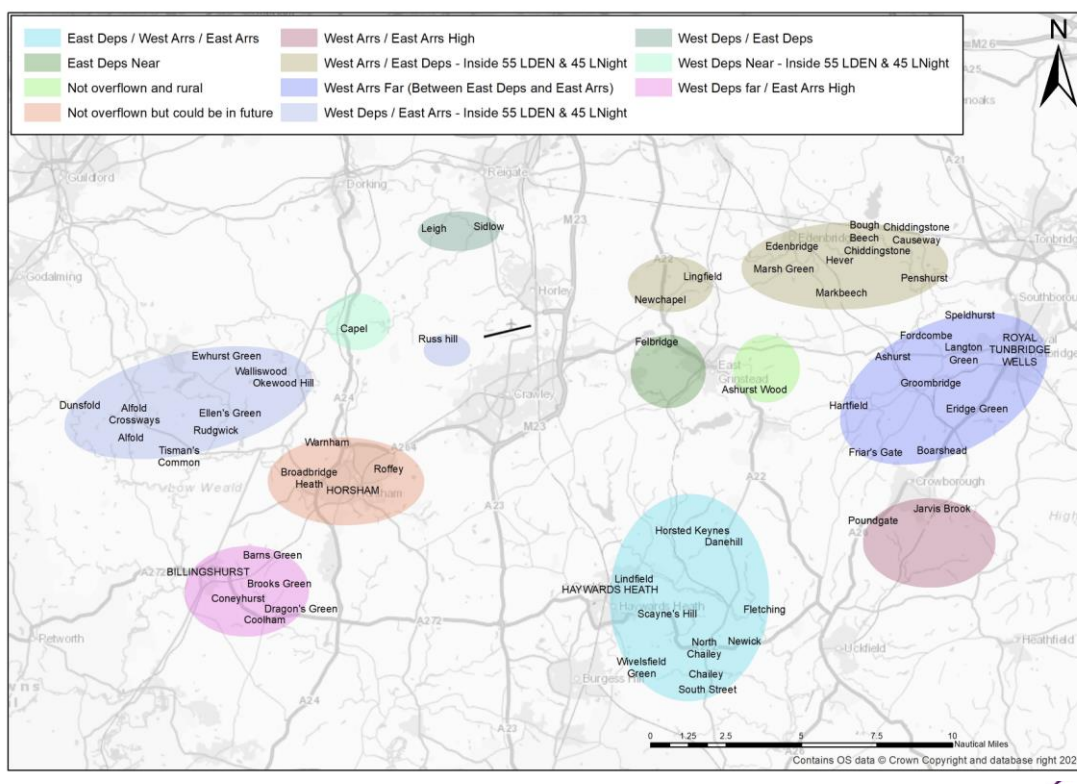 East Deps / West Arrs / East Arrs
East Deps Near
Not overflown and rural
Not overflown but could be in future
West Arrs / East Arrs High
West Arrs / East Deps - Inside 55 LDEN & 45 LNight
West Arrs Far (Between East Deps and East Arrs)
West Deps / East Arrs - Inside 55 LDEN & 45 LNight
West Deps / East Deps
West Deps Near - Inside 55 LDEN & 45 LNight
West Deps far / East Arrs High
N
M26
A25
A21
Guildford
Dorking
Reigate
M23
Godalming
Leigh
Sidlow
Horley
A22
Lingfield
Newchapel
Bough
Beech
Chiddingstone
Causeway
Edenbridge
Chiddingstone
Hever
Marsh Green
Penshurst
Markbeech
Tonbridge
Southborough
Capel
Russ hill
Felbridge
East
Grinstead
Ashurst Wood
Speldhurst
Fordcombe
Langton
Green
ROYAL
TUNBRIDGE
WELLS
Ashurst
Groombridge
Hartfield
Eridge Green
Friar's Gate
Boarshead
Ewhurst Green
Walliswood
Okewood Hill
Dunsfold
Alfold
Crossways
Ellen's Green
Alfold
Rudgwick
Tisman's
Common
A24
Crawley
M23
Warnham
A264
Broadbridge
Heath
Roffey
HORSHAM
Low Weald
A22
Crowborough
Poundgate
Jarvis Brook
A26
A23
Barns Green
A272
BILLINGSHURST
Brooks Green
Coneyhurst
Dragon's Green
Coolham
A272
Petworth
Horsted Keynes
Danehill
Lindfield
HAYWARDS HEATH
Haywards Heath
Scayne's Hill
Fletching
North
Chailey
Newick
Wivelsfield
Green
Chailey
South Street
Burgess Hill
Uckfield
Heathfield
A24
A23
A26
0 1.25 2.5 5 7.5 10
Nautical Miles
Contains OS data © Crown Copyright and database right